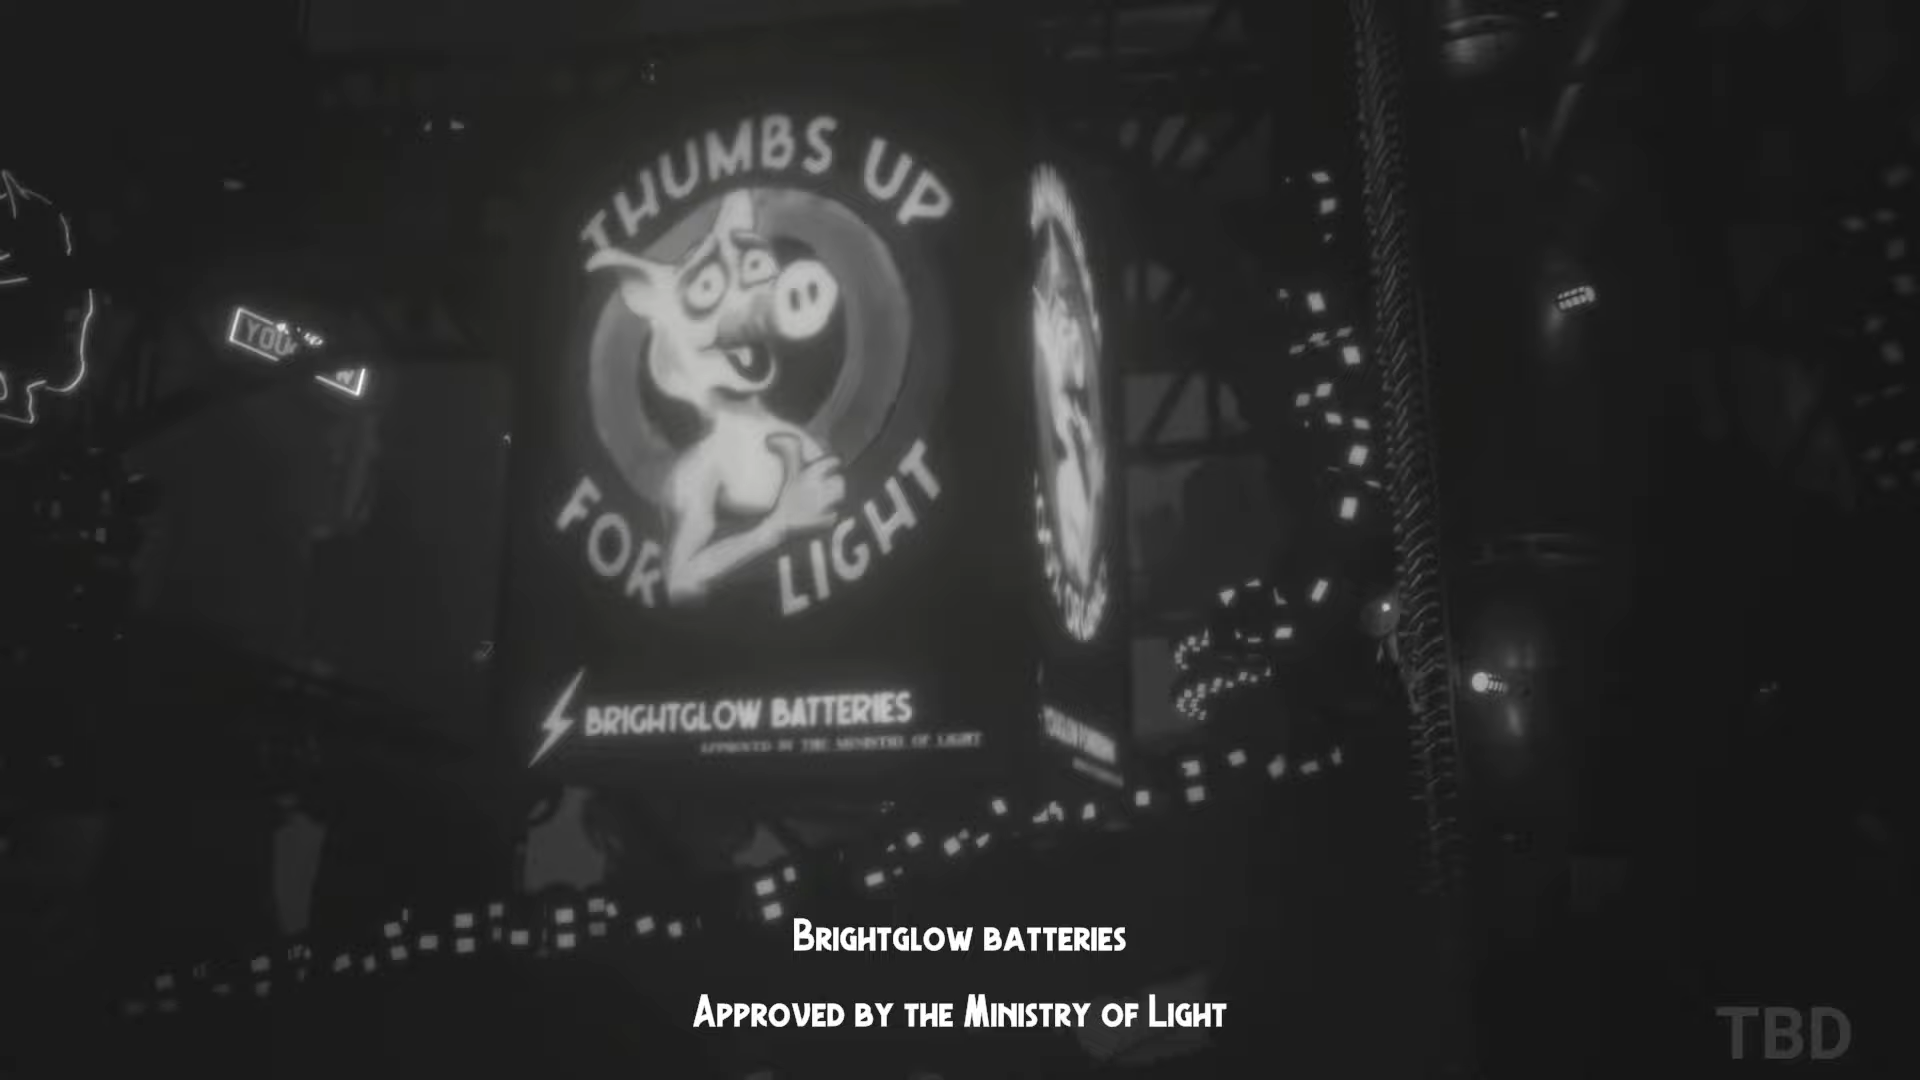 THUMBS UP
FOR LIGHT
YOU
BRIGHTGLOW BATTERIES
APPROVED BY THE MINISTRY OF LIGHT
Brightglow batteries
Approved by the Ministry of Light
TBD